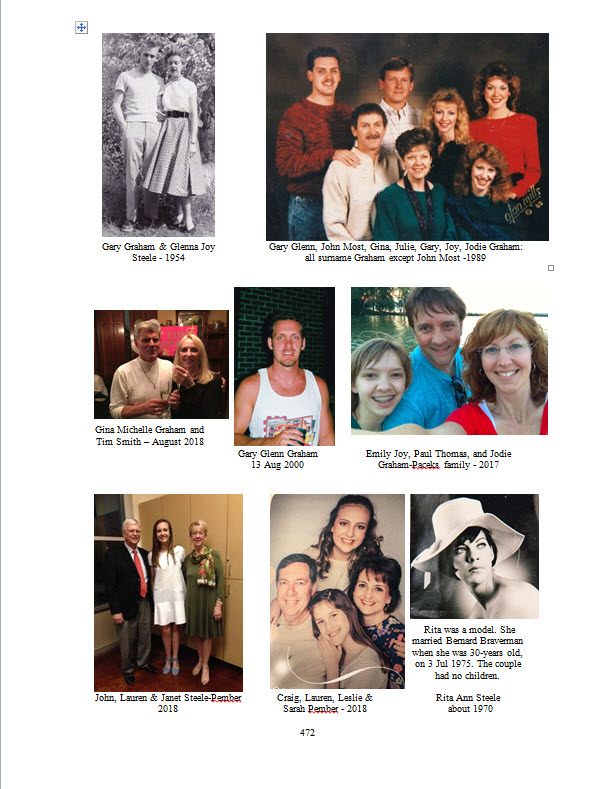 olan mills
Gary Graham & Glenna Joy
Steele - 1954
Gary Glenn, John Most, Gina, Julie, Gary, Joy, Jodie Graham:
all surname Graham except John Most -1989
Gina Michelle Graham and
Tim Smith – August 2018
Gary Glenn Graham
13 Aug 2000
Emily Joy, Paul Thomas, and Jodie
Graham-Paceks family - 2017
John, Lauren & Janet Steele-Pember
2018
Craig, Lauren, Leslie &
Sarah Pember - 2018
Rita was a model. She
married Bernard Braverman
when she was 30-years old,
on 3 Jul 1975. The couple
had no children.
Rita Ann Steele
about 1970
472